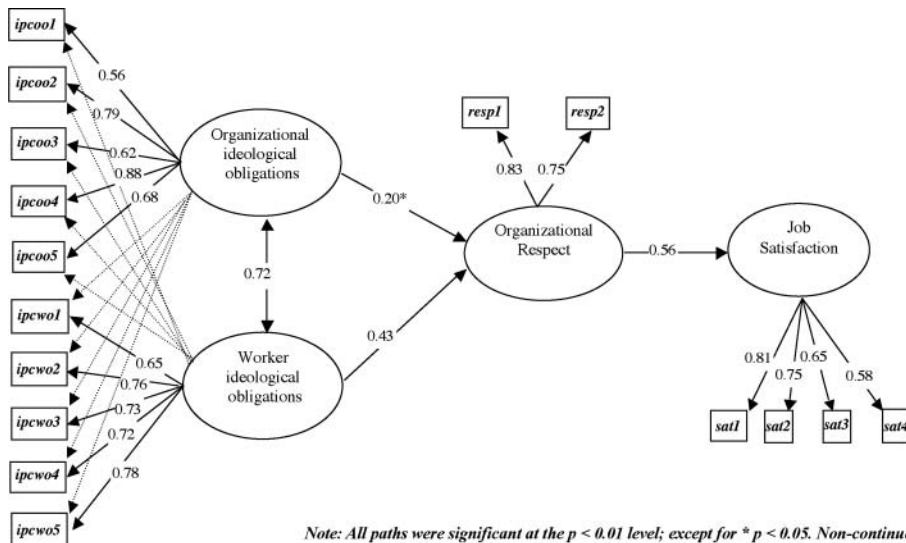 ipcoo1
ipcoo2
ipcoo3
ipcoo4
ipcoo5
ipcwo1
ipcwo2
ipcwo3
ipcwo4
ipcwo5
0.56
0.79
0.62
0.88
0.68
0.65
0.76
0.73
0.72
0.78
Organizational
ideological
obligations
0.72
Worker
ideological
obligations
0.20*
0.43
resp1
resp2
0.83
0.75
Organizational
Respect
0.56
Job
Satisfaction
0.81
0.75
0.65
0.58
sat1
sat2
sat3
sat4
Note: All paths were significant at the p < 0.01 level; except for * p < 0.05. Non-continu